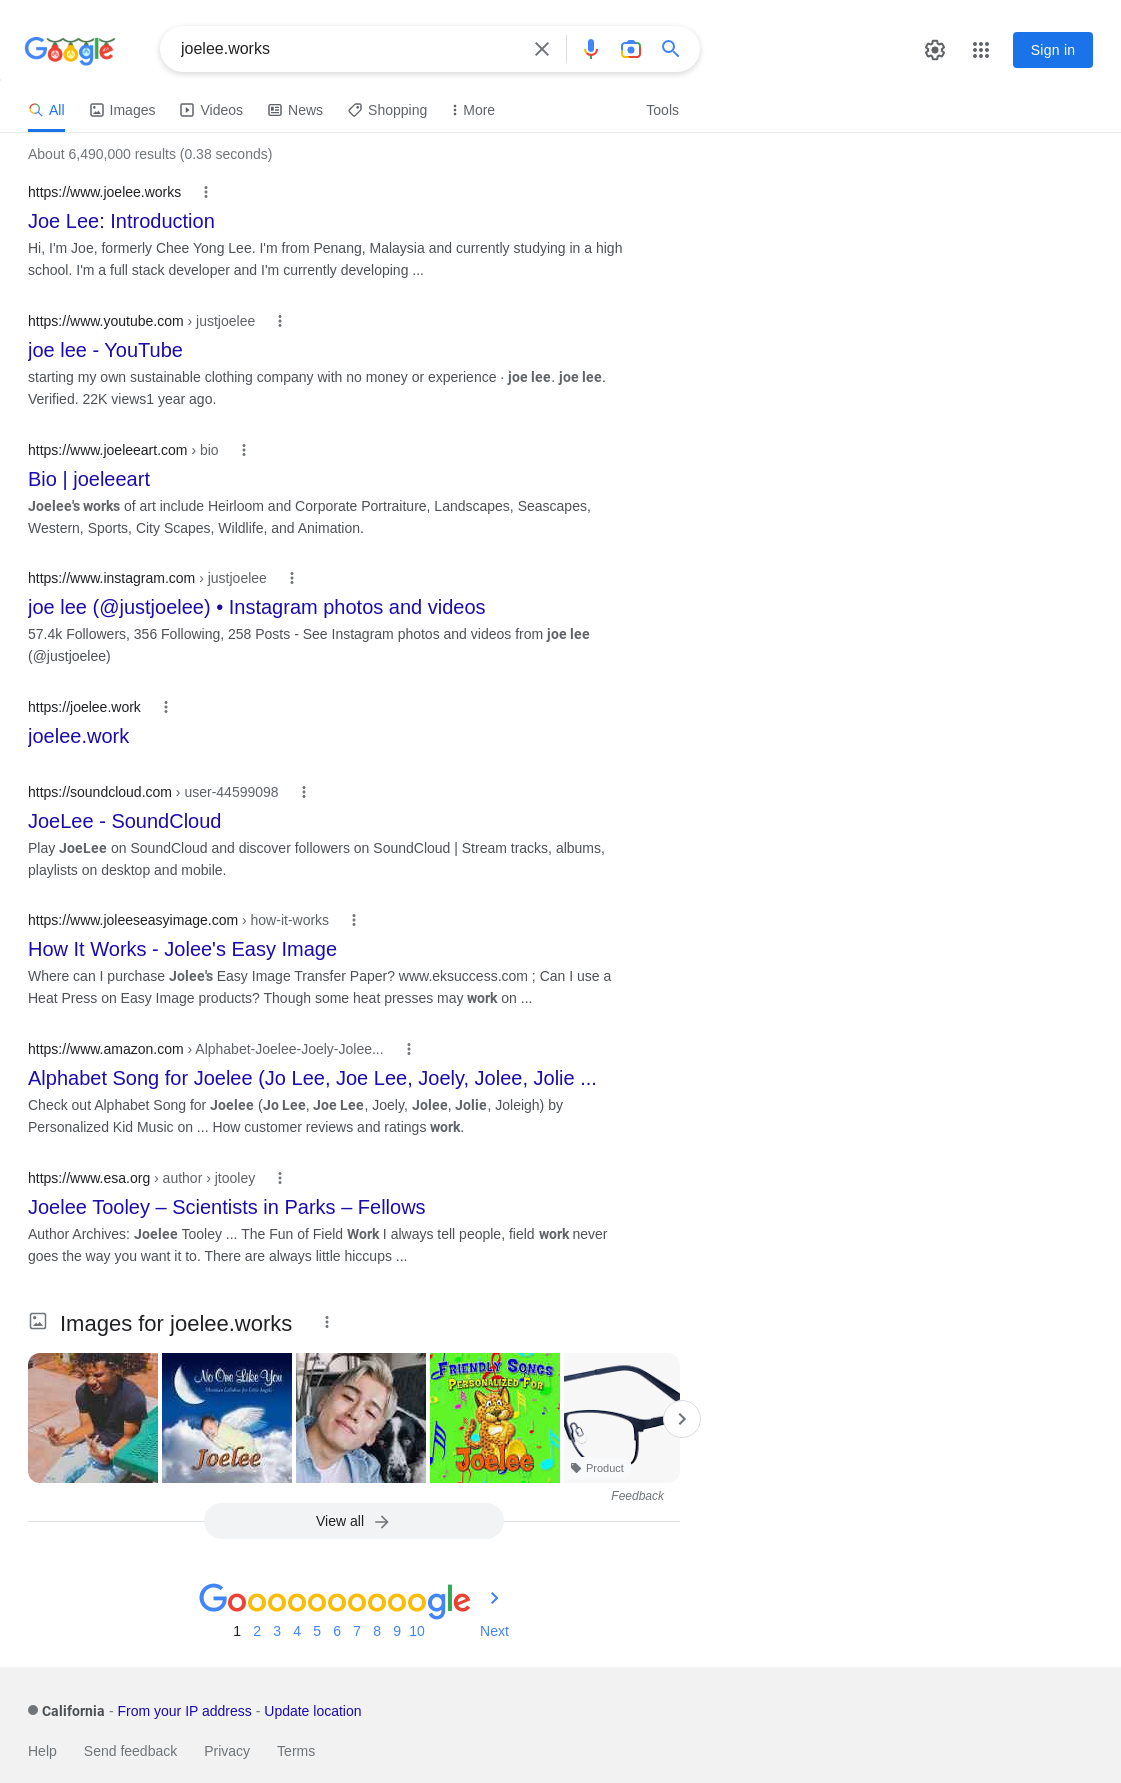 Google
joelee.works
Sign in
All
Images
Videos
News
Shopping
More
Tools
About 6,490,000 results (0.38 seconds)
https://www.joelee.works
Joe Lee: Introduction
Hi, I'm Joe, formerly Chee Yong Lee. I'm from Penang, Malaysia and currently studying in a high
school. I'm a full stack developer and I'm currently developing ...
https://www.youtube.com › justjoelee
joe lee - YouTube
starting my own sustainable clothing company with no money or experience · joe lee. joe lee.
Verified. 22K views1 year ago.
https://www.joeleeart.com › bio
Bio | joeleeart
Joelee's works of art include Heirloom and Corporate Portraiture, Landscapes, Seascapes,
Western, Sports, City Scapes, Wildlife, and Animation.
https://www.instagram.com › justjoelee
joe lee (@justjoelee) • Instagram photos and videos
57.4k Followers, 356 Following, 258 Posts - See Instagram photos and videos from joe lee
(@justjoelee)
https://joelee.work
joelee.work
https://soundcloud.com › user-44599098
JoeLee - SoundCloud
Play JoeLee on SoundCloud and discover followers on SoundCloud | Stream tracks, albums,
playlists on desktop and mobile.
https://www.joleeseasyimage.com › how-it-works
How It Works - Jolee's Easy Image
Where can I purchase Jolee's Easy Image Transfer Paper? www.eksuccess.com ; Can I use a
Heat Press on Easy Image products? Though some heat presses may work on ...
https://www.amazon.com › Alphabet-Joelee-Joely-Jolee...
Alphabet Song for Joelee (Jo Lee, Joe Lee, Joely, Jolee, Jolie ...
Check out Alphabet Song for Joelee (Jo Lee, Joe Lee, Joely, Jolee, Jolie, Joleigh) by
Personalized Kid Music on ... How customer reviews and ratings work.
https://www.esa.org › author › jtooley
Joelee Tooley – Scientists in Parks – Fellows
Author Archives: Joelee Tooley ... The Fun of Field Work I always tell people, field work never
goes the way you want it to. There are always little hiccups ...
Images for joelee.works
No One Like You
Christian Lullabies for Little Angels
Joelee
FRIENDLY SONGS
PERSONALIZED FOR
Joelee
Product
Feedback
View all
Goooooooooogle
1 2 3 4 5 6 7 8 9 10 Next
California - From your IP address - Update location
Help Send feedback Privacy Terms